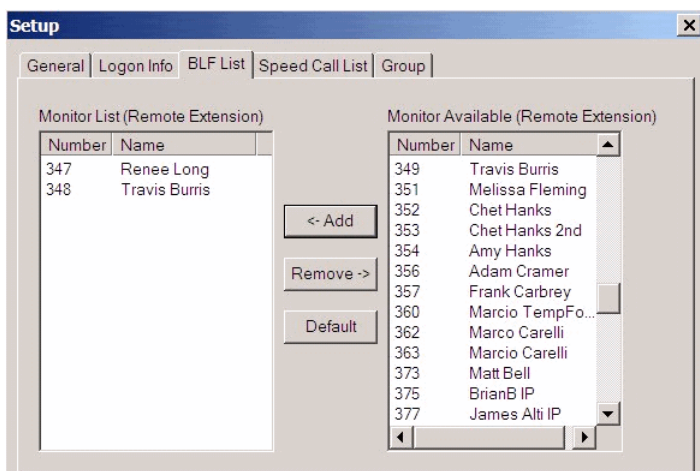 Setup
General Logon Info BLF List Speed Call List Group
Monitor List (Remote Extension)
Number Name
347 Renee Long
348 Travis Burris
<- Add
Remove ->
Default
Monitor Available (Remote Extension)
Number Name
349 Travis Burris
351 Melissa Fleming
352 Chet Hanks
353 Chet Hanks 2nd
354 Amy Hanks
356 Adam Cramer
357 Frank Carbrey
360 Marcio TempFo...
362 Marco Carelli
363 Marcio Carelli
373 Matt Bell
375 BrianB IP
377 James Alti IP